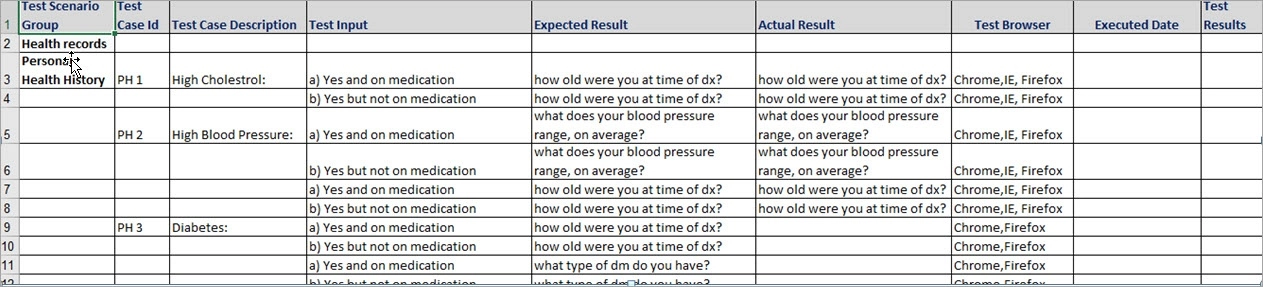 Test Scenario Group Test Case Id Test Case Description Test Input Expected Result Actual Result Test Browser Executed Date Test Results
1
2 Health records
3 Personal Health History PH 1 High Cholestrol: a) Yes and on medication how old were you at time of dx? how old were you at time of dx? Chrome,IE, Firefox
4 b) Yes but not on medication how old were you at time of dx? how old were you at time of dx? Chrome,IE, Firefox
5 PH 2 High Blood Pressure: a) Yes and on medication what does your blood pressure range, on average? what does your blood pressure range, on average? Chrome,IE, Firefox
6 b) Yes but not on medication what does your blood pressure range, on average? what does your blood pressure range, on average? Chrome,IE, Firefox
7 a) Yes and on medication how old were you at time of dx? how old were you at time of dx? Chrome,IE, Firefox
8 b) Yes but not on medication how old were you at time of dx? how old were you at time of dx? Chrome,IE, Firefox
9 PH 3 Diabetes: a) Yes and on medication how old were you at time of dx? Chrome,Firefox
10 b) Yes but not on medication how old were you at time of dx? Chrome,Firefox
11 a) Yes and on medication what type of dm do you have? Chrome,Firefox
12 b) Yes but not on medication what type of dm do you have? Chrome,Firefox